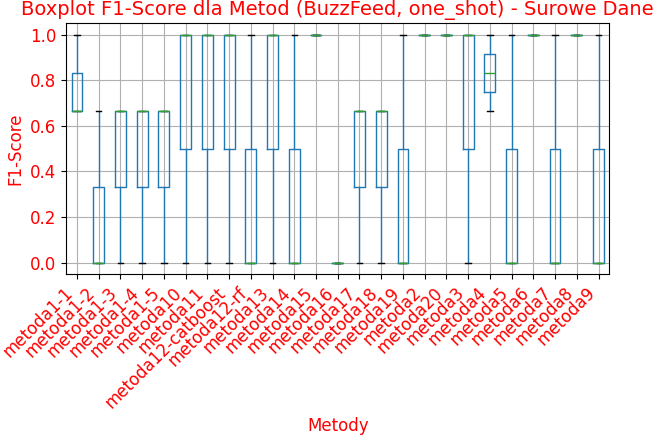 Boxplot F1-Score dla Metod (BuzzFeed, one_shot) - Surowe Dane
F1-Score
1.0
0.8
0.6
0.4
0.2
0.0
metoda1-1
metoda1-2
metoda1-3
metoda1-4
metoda1-5
metoda10
metoda11
metoda12-catboost
metoda12-rf
metoda13
metoda14
metoda15
metoda16
metoda17
metoda18
metoda19
metoda2
metoda20
metoda3
metoda4
metoda5
metoda6
metoda7
metoda8
metoda9
Metody